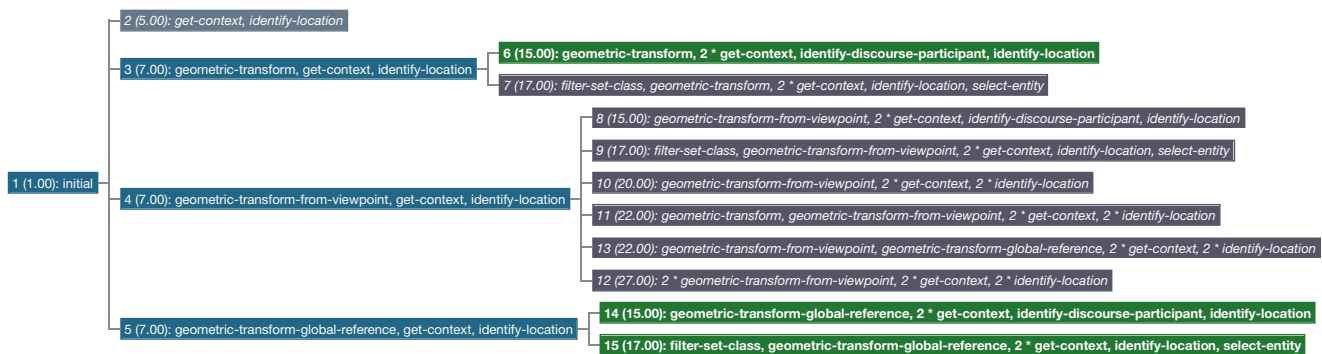 2 (5.00): get-context, identify-location
6 (15.00): geometric-transform, 2 * get-context, identify-discourse-participant, identify-location
3 (7.00): geometric-transform, get-context, identify-location
7 (17.00): filter-set-class, geometric-transform, 2 * get-context, identify-location, select-entity
8 (15.00): geometric-transform-from-viewpoint, 2 * get-context, identify-discourse-participant, identify-location
9 (17.00): filter-set-class, geometric-transform-from-viewpoint, 2 * get-context, identify-location, select-entity
1 (1.00): initial
10 (20.00): geometric-transform-from-viewpoint, 2 * get-context, 2 * identify-location
4 (7.00): geometric-transform-from-viewpoint, get-context, identify-location
11 (22.00): geometric-transform, geometric-transform-from-viewpoint, 2 * get-context, 2 * identify-location
13 (22.00): geometric-transform-from-viewpoint, geometric-transform-global-reference, 2 * get-context, 2 * identify-location
12 (27.00): 2 * geometric-transform-from-viewpoint, 2 * get-context, 2 * identify-location
14 (15.00): geometric-transform-global-reference, 2 * get-context, identify-discourse-participant, identify-location
5 (7.00): geometric-transform-global-reference, get-context, identify-location
15 (17.00): filter-set-class, geometric-transform-global-reference, 2 * get-context, identify-location, select-entity